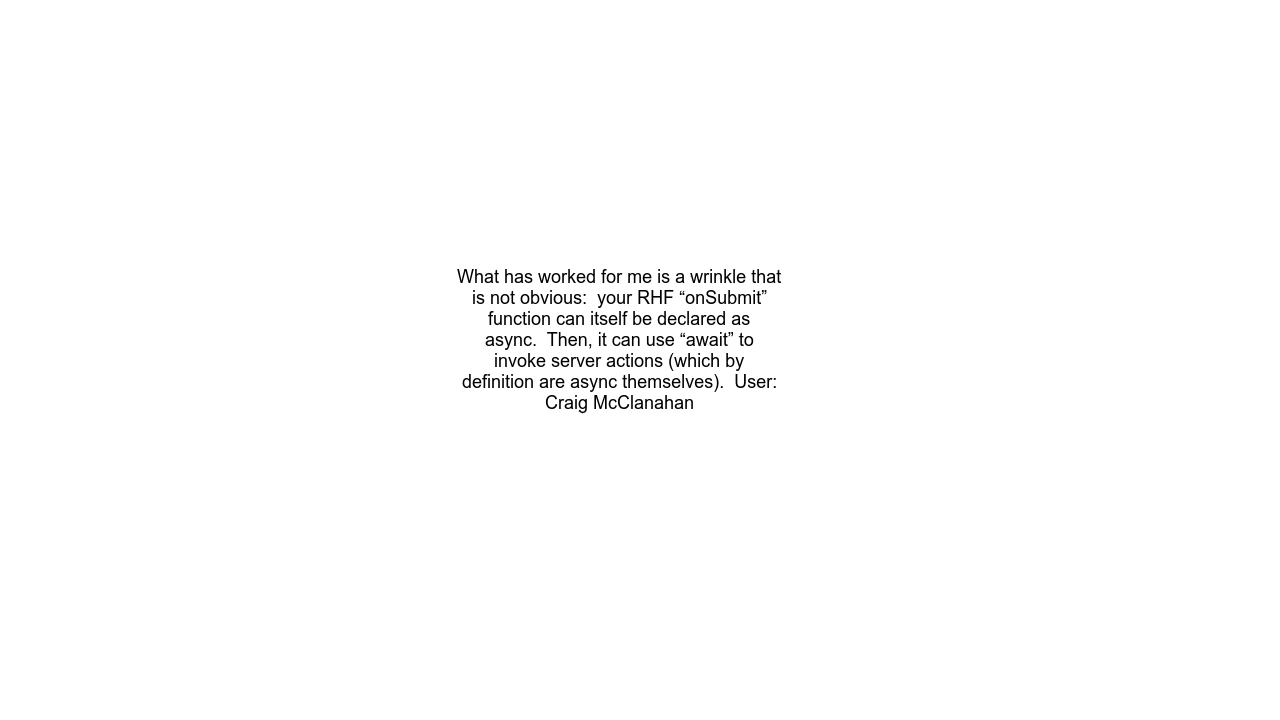 What has worked for me is a wrinkle that
is not obvious:  your RHF “onSubmit”
function can itself be declared as
async.  Then, it can use “await” to
invoke server actions (which by
definition are async themselves).  User:
Craig McClanahan